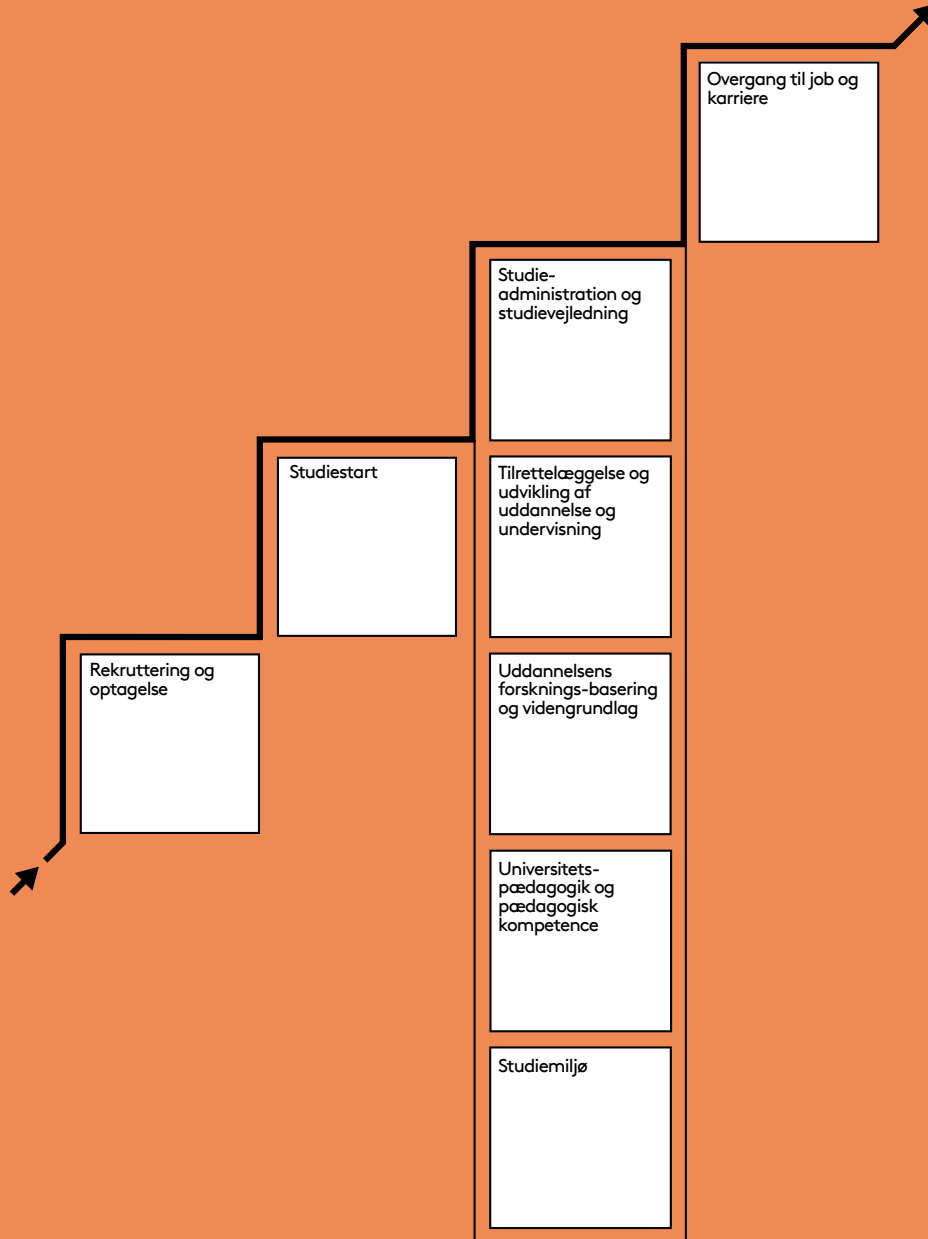 Overgang til job og
karriere
Studie-
administration og
studievejledning
Studiestart
Tilrettelæggelse og
udvikling af
uddannelse og
undervisning
Rekruttering og
optagelse
Uddannelsens
forsknings-basering
og videngrundlag
Universitets-
pædagogik og
pædagogisk
kompetence
Studiemiljø